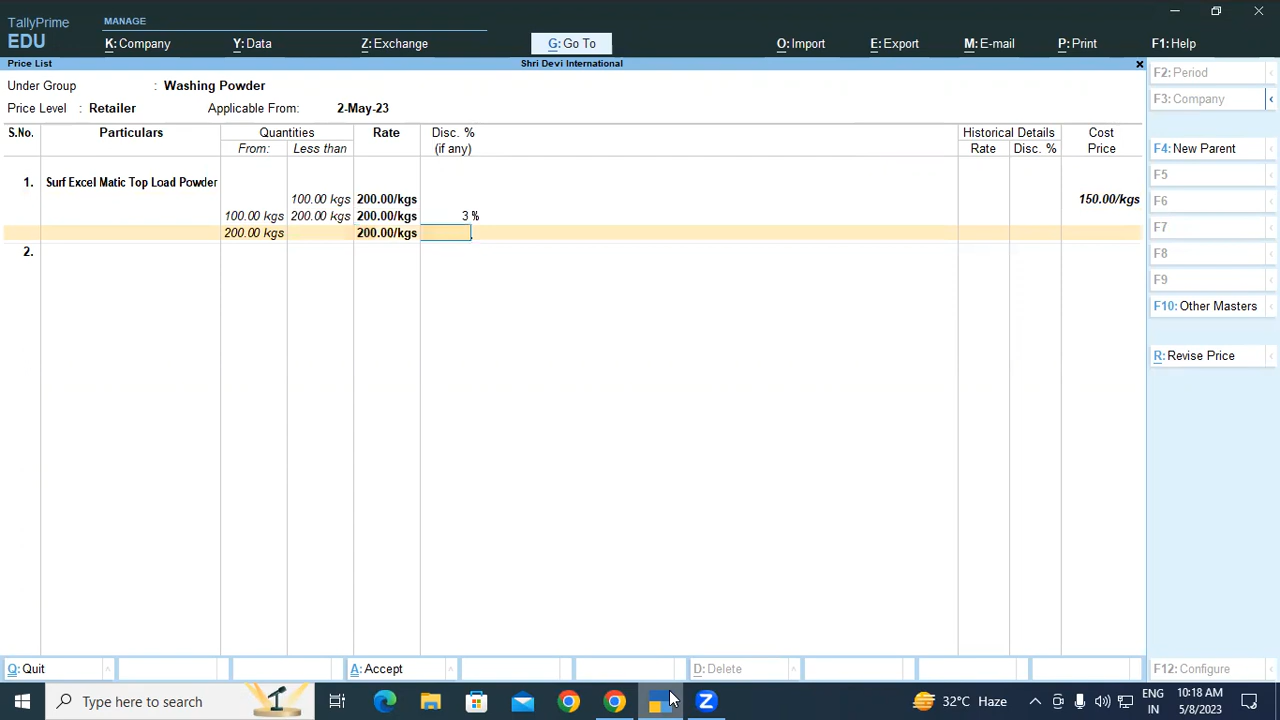 TallyPrime
EDU
MANAGE
K: Company
Y: Data
Z: Exchange
G: Go To
O: Import
E: Export
M: E-mail
P: Print
F1: Help
Price List
Shri Devi International
Under Group : Washing Powder
Price Level : Retailer Applicable From: 2-May-23
S.No. Particulars Quantities Rate Disc. % Historical Details Cost
From: Less than (if any) Rate Disc. % Price
1. Surf Excel Matic Top Load Powder
100.00 kgs 200.00/kgs 150.00/kgs
100.00 kgs 200.00 kgs 200.00/kgs 3 %
200.00 kgs 200.00/kgs
2.
F2: Period
F3: Company
F4: New Parent
F5
F6
F7
F8
F9
F10: Other Masters
R: Revise Price
Q: Quit
A: Accept
D: Delete
F12: Configure
Type here to search
32°C Haze
ENG
IN
10:18 AM
5/8/2023